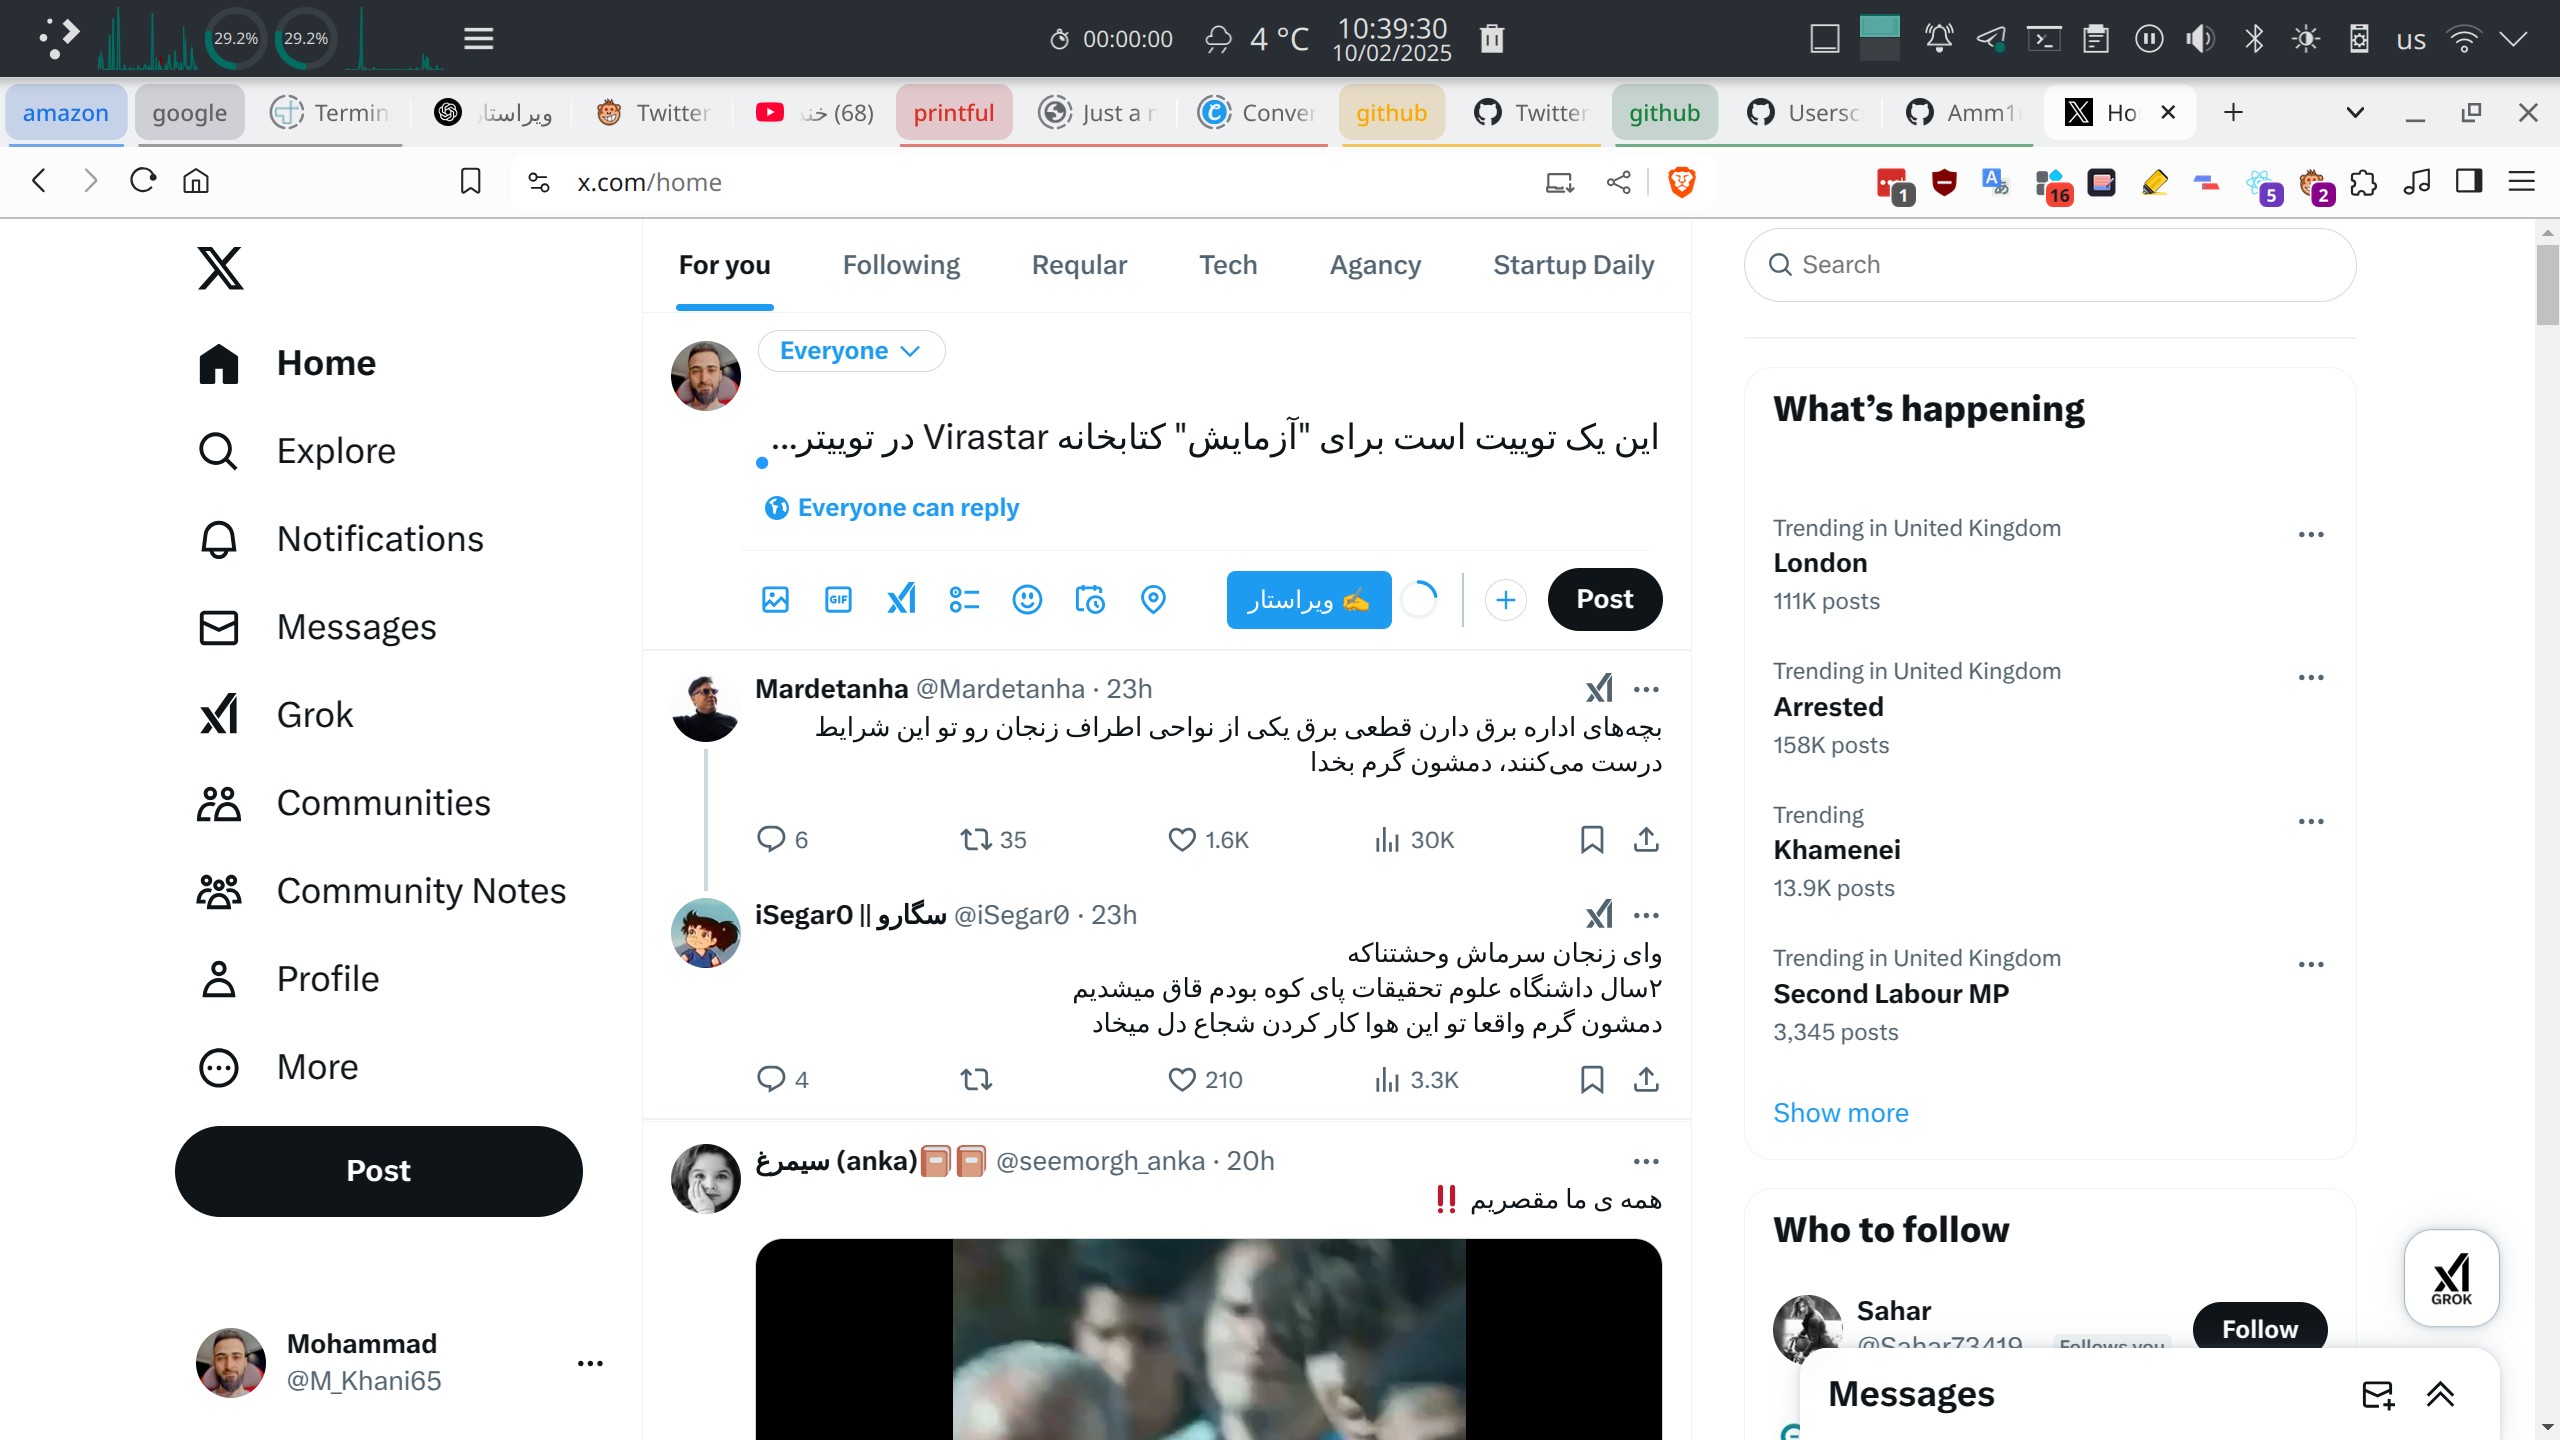 29.2%
29.2%
00:00:00
4 °C
10:39:30
10/02/2025
us
amazon
google
Termin
ویراستار
Twitter
(68) خند
printful
Just a r
Conver
github
Twitter
github
Usersc
Amm1
Ho
x.com/home
1
16
5
2
Home
Explore
Notifications
Messages
Grok
Communities
Community Notes
Profile
More
Post
Mohammad
@M_Khani65
For you
Following
Reqular
Tech
Agancy
Startup Daily
Everyone
این یک توییت است برای "آزمایش" کتابخانه Virastar در توییتر...
Everyone can reply
GIF
✍️ ویراستار
Post
Mardetanha @Mardetanha · 23h
بچه‌های اداره برق دارن قطعی برق یکی از نواحی اطراف زنجان رو تو این شرایط
درست می‌کنند، دمشون گرم بخدا
6
35
1.6K
30K
iSegar0 || سگارو @iSegar0 · 23h
وای زنجان سرماش وحشتناکه
۲سال داشنگاه علوم تحقیقات پای کوه بودم قاق میشدیم
دمشون گرم واقعا تو این هوا کار کردن شجاع دل میخاد
4
210
3.3K
سیمرغ (anka)📔📔 @seemorgh_anka · 20h
همه ی ما مقصریم ‼️
Search
What’s happening
Trending in United Kingdom
London
111K posts
Trending in United Kingdom
Arrested
158K posts
Trending
Khamenei
13.9K posts
Trending in United Kingdom
Second Labour MP
3,345 posts
Show more
Who to follow
Sahar
@Sahar73419
Follows you
Follow
GROK
Messages